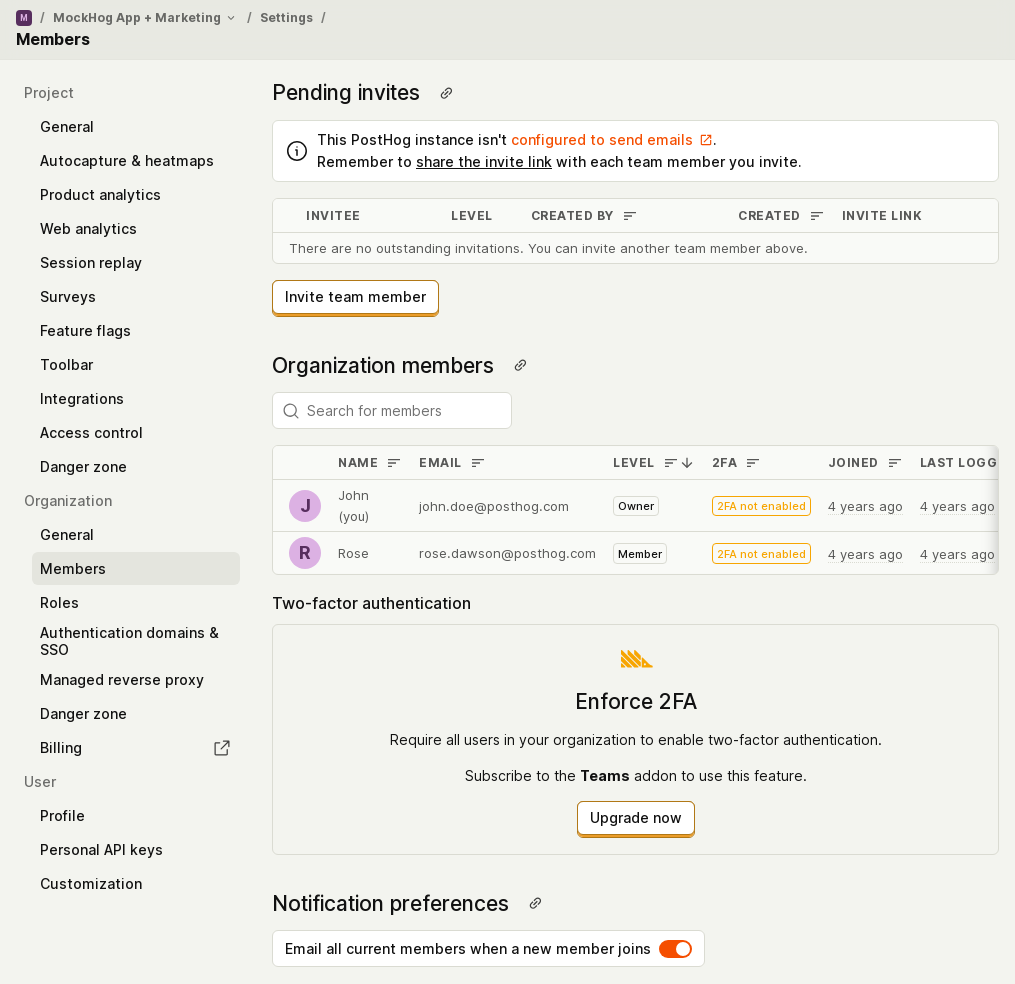 M / MockHog App + Marketing / Settings /
Members
Project
General
Autocapture & heatmaps
Product analytics
Web analytics
Session replay
Surveys
Feature flags
Toolbar
Integrations
Access control
Danger zone
Organization
General
Members
Roles
Authentication domains &
SSO
Managed reverse proxy
Danger zone
Billing
User
Profile
Personal API keys
Customization
Pending invites
This PostHog instance isn't configured to send emails .
Remember to share the invite link with each team member you invite.
INVITEE LEVEL CREATED BY CREATED INVITE LINK
There are no outstanding invitations. You can invite another team member above.
Invite team member
Organization members
Search for members
NAME EMAIL LEVEL 2FA JOINED LAST LOGG
J John (you) john.doe@posthog.com Owner 2FA not enabled 4 years ago 4 years ago
R Rose rose.dawson@posthog.com Member 2FA not enabled 4 years ago 4 years ago
Two-factor authentication
Enforce 2FA
Require all users in your organization to enable two-factor authentication.
Subscribe to the Teams addon to use this feature.
Upgrade now
Notification preferences
Email all current members when a new member joins